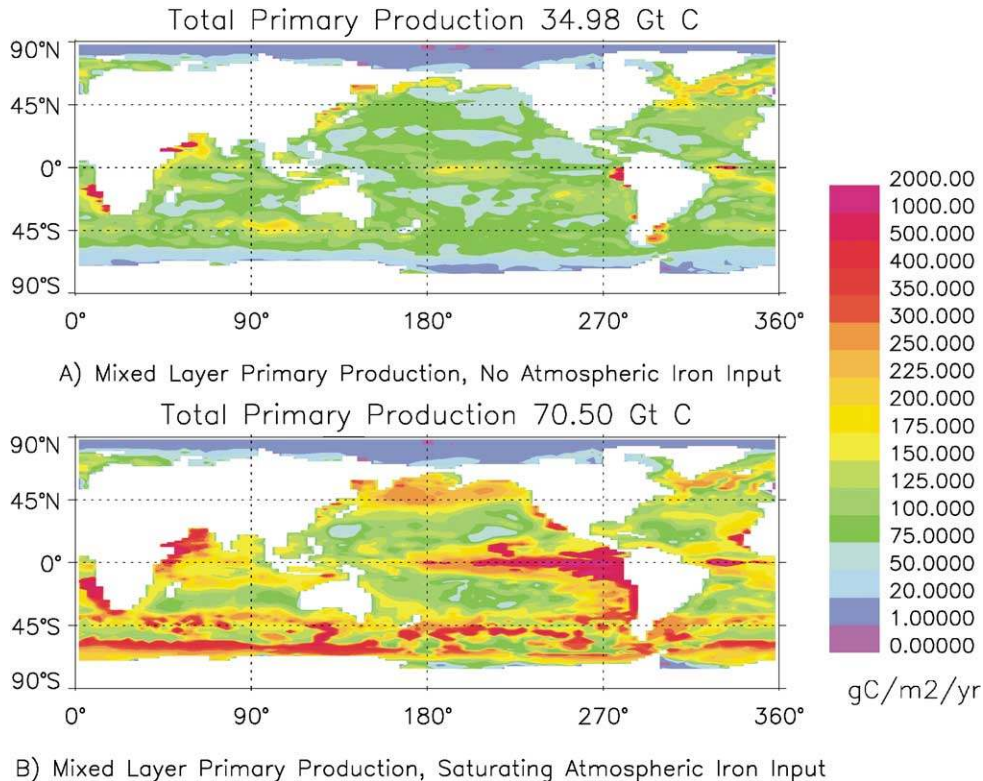 Total Primary Production 34.98 Gt C
90°N
45°N
0°
45°S
90°S
0° 90° 180° 270° 360°
A) Mixed Layer Primary Production, No Atmospheric Iron Input
Total Primary Production 70.50 Gt C
90°N
45°N
0°
45°S
90°S
0° 90° 180° 270° 360°
B) Mixed Layer Primary Production, Saturating Atmospheric Iron Input
2000.00
1000.00
500.000
400.000
350.000
300.000
250.000
225.000
200.000
175.000
150.000
125.000
100.000
75.0000
50.0000
20.0000
1.00000
0.00000
gC/m2/yr